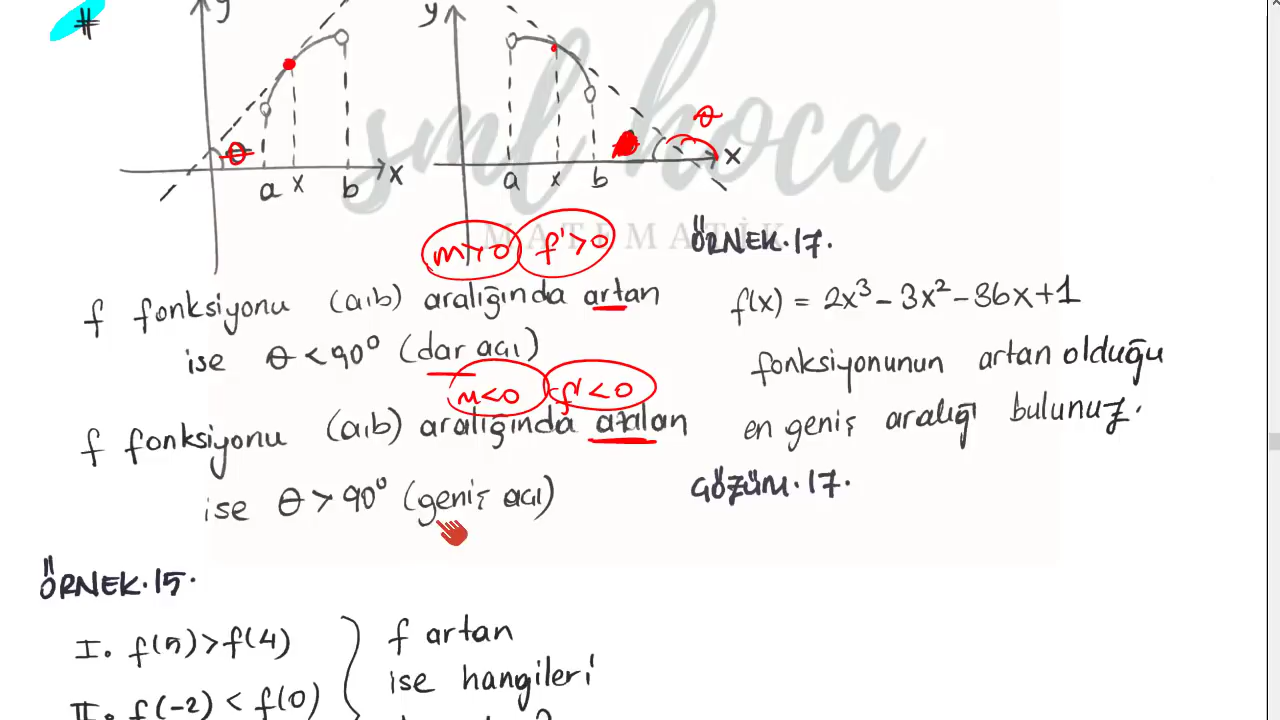 #
y
θ
a x b x
y
θ
a x b x
sml hoca
MATEMATİK
m>0 f'>0
f fonksiyonu (a,b) aralığında artan
ise θ < 90° (dar açı)
m<0 f'<0
f fonksiyonu (a,b) aralığında azalan
ise θ > 90° (geniş açı)
ÖRNEK.15.
I. f(5)>f(4)
II. f(-2) < f(0)
f artan
ise hangileri
ÖRNEK.17.
f(x) = 2x³-3x²-36x+1
fonksiyonunun artan olduğu
en geniş aralığı bulunuz.
ÇÖZÜM.17.